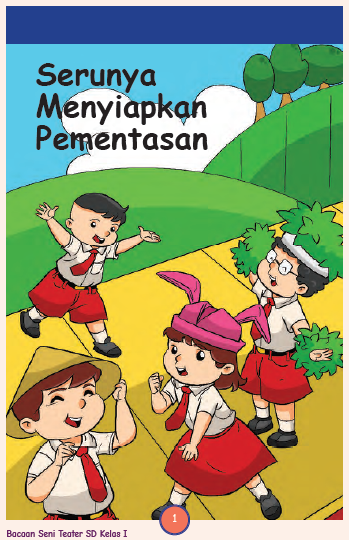 Serunya
Menyiapkan
Pementasan
1
Bacaan Seni Teater SD Kelas I